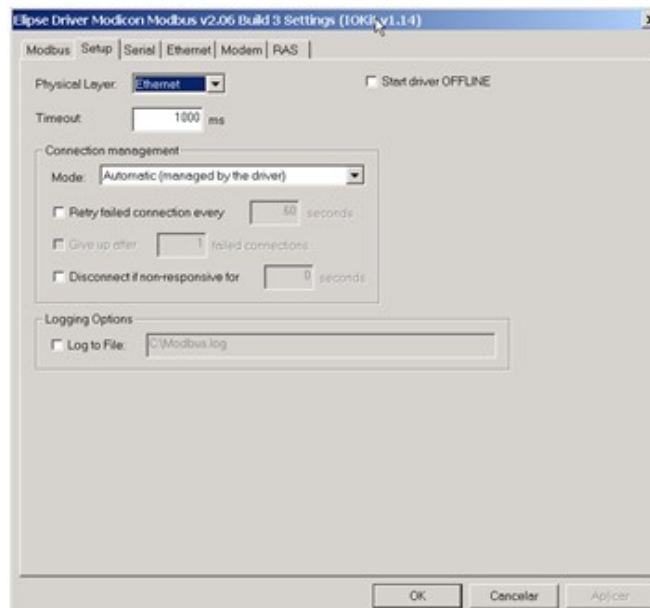 Elipse Driver Modicon Modbus v2.06 Build 3 Settings (IOKit v1.14)
Modbus Setup Serial Ethernet Modem RAS
Physical Layer: Ethernet Start driver OFFLINE
Timeout: 1000 ms
Connection management
Mode: Automatic (managed by the driver)
Retry failed connection every 60 seconds
Give up after 1 failed connections
Disconnect if non-responsive for 0 seconds
Logging Options
Log to File: C:\Modbus.log
OK Cancelar Aplicar